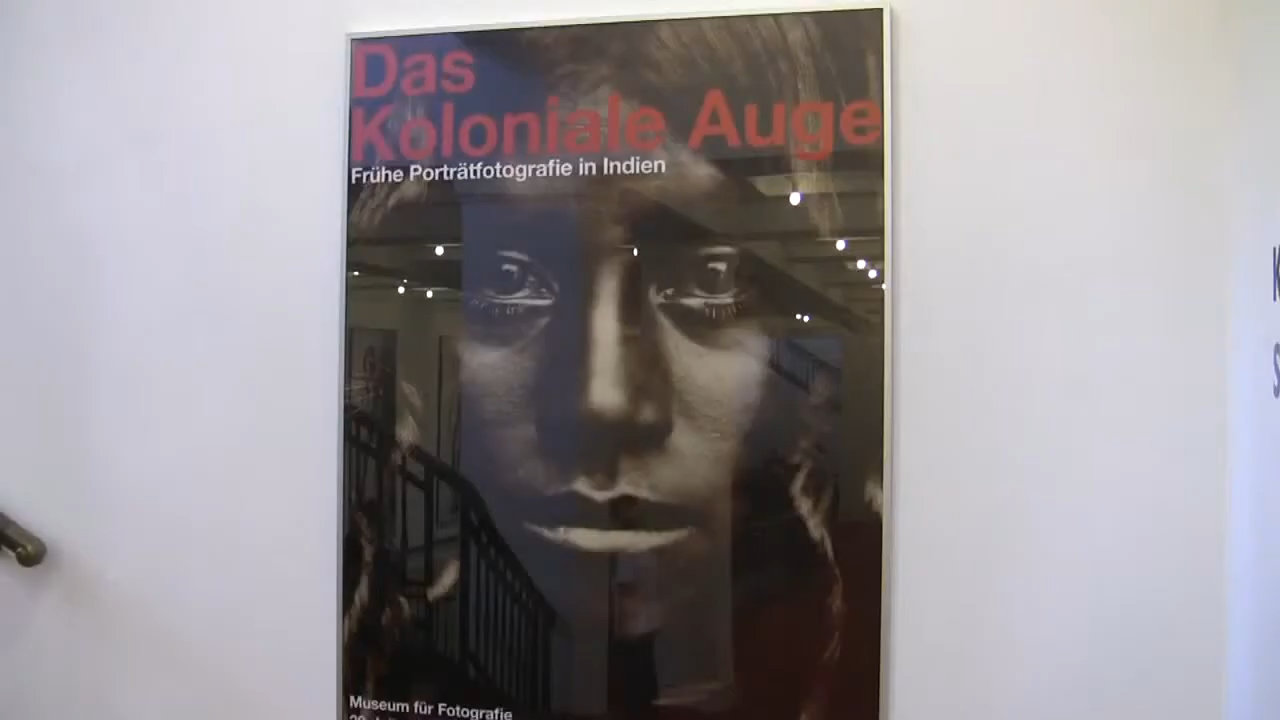 Das
Koloniale Auge
Frühe Porträtfotografie in Indien
Museum für Fotografie